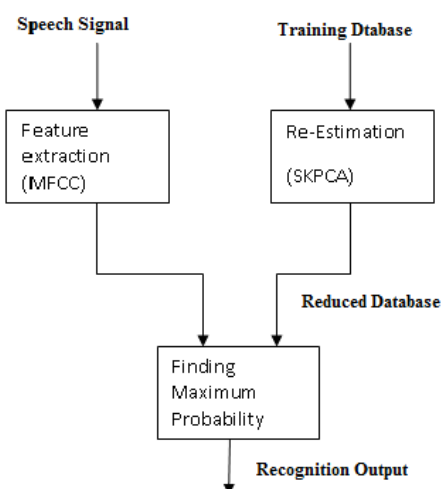 Speech Signal
Training Dtabase
Feature
extraction
(MFCC)
Re-Estimation
(SKPCA)
Reduced Database
Finding
Maximum
Probability
Recognition Output